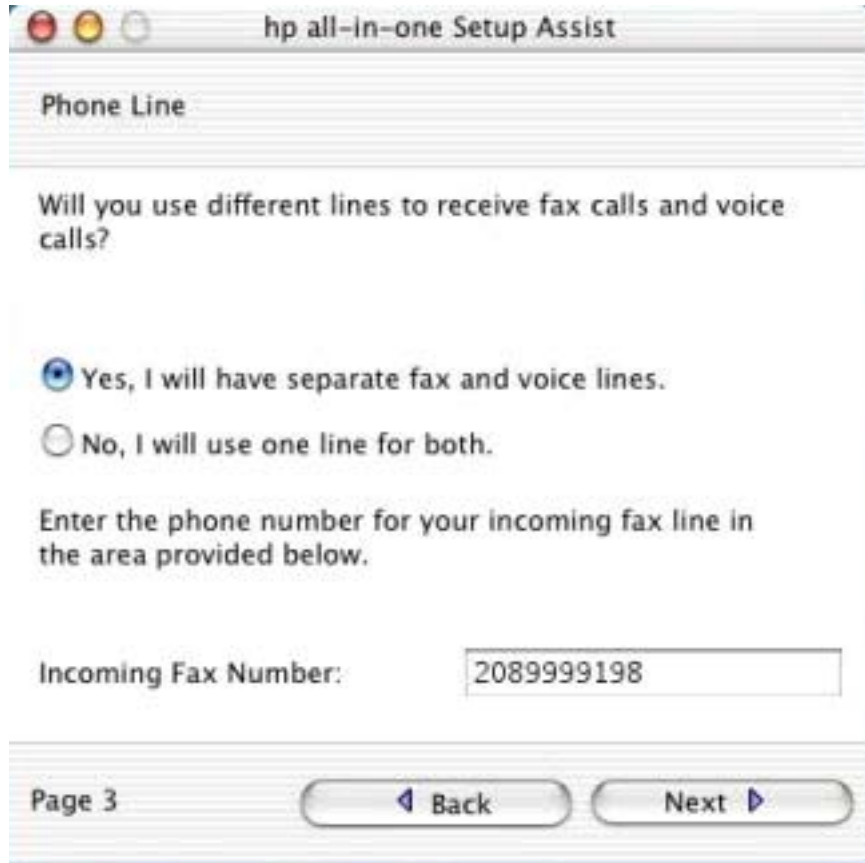 hp all-in-one Setup Assist
Phone Line
Will you use different lines to receive fax calls and voice
calls?
Yes, I will have separate fax and voice lines.
No, I will use one line for both.
Enter the phone number for your incoming fax line in
the area provided below.
Incoming Fax Number: 2089999198
Page 3 Back Next